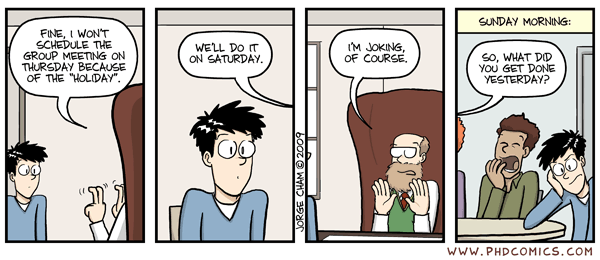 FINE, I WON'T
SCHEDULE THE
GROUP MEETING ON
THURSDAY BECAUSE
OF THE "HOLIDAY".
WE'LL DO IT
ON SATURDAY.
JORGE CHAM © 2009
I'M JOKING,
OF COURSE.
SUNDAY MORNING:
SO, WHAT DID
YOU GET DONE
YESTERDAY?
WWW.PHDCOMICS.COM